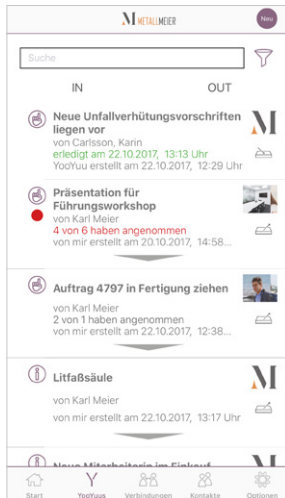 M METALLMEIER
Neu
Suche
IN OUT
Neue Unfallverhütungsvorschriften
liegen vor
von Carlsson, Karin
erledigt am 22.10.2017, 13:13 Uhr
YooYuu erstellt am 22.10.2017, 12:29 Uhr
M
Präsentation für
Führungsworkshop
von Karl Meier
4 von 6 haben angenommen
von mir erstellt am 20.10.2017, 14:58...
Auftrag 4797 in Fertigung ziehen
von Karl Meier
2 von 1 haben angenommen
von mir erstellt am 22.10.2017, 12:38...
Litfaßsäule
von Karl Meier
von mir erstellt am 22.10.2017, 13:17 Uhr
M
Neue Mitarbeiterin im Einkauf
Start YooYuus Verbindungen Kontakte Optionen